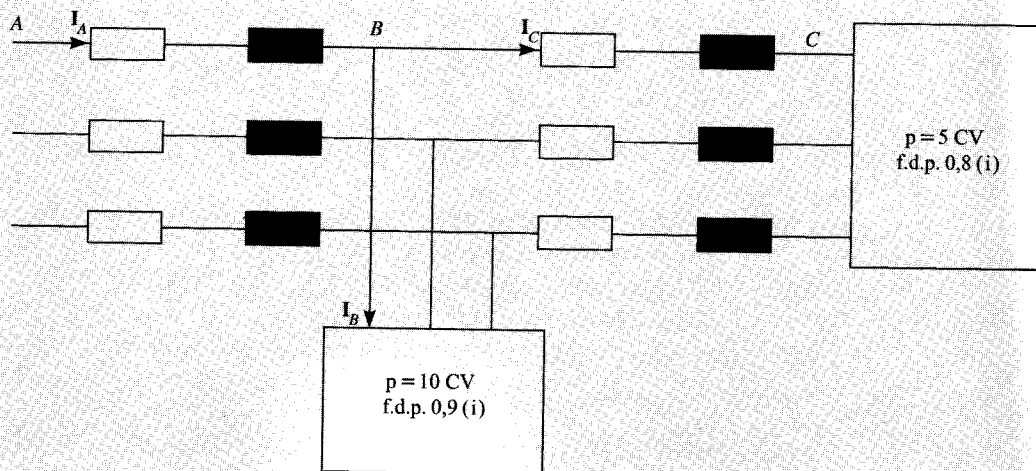 A
I_A
B
I_C
C
p = 5 CV
f.d.p. 0,8 (i)
I_B
p = 10 CV
f.d.p. 0,9 (i)